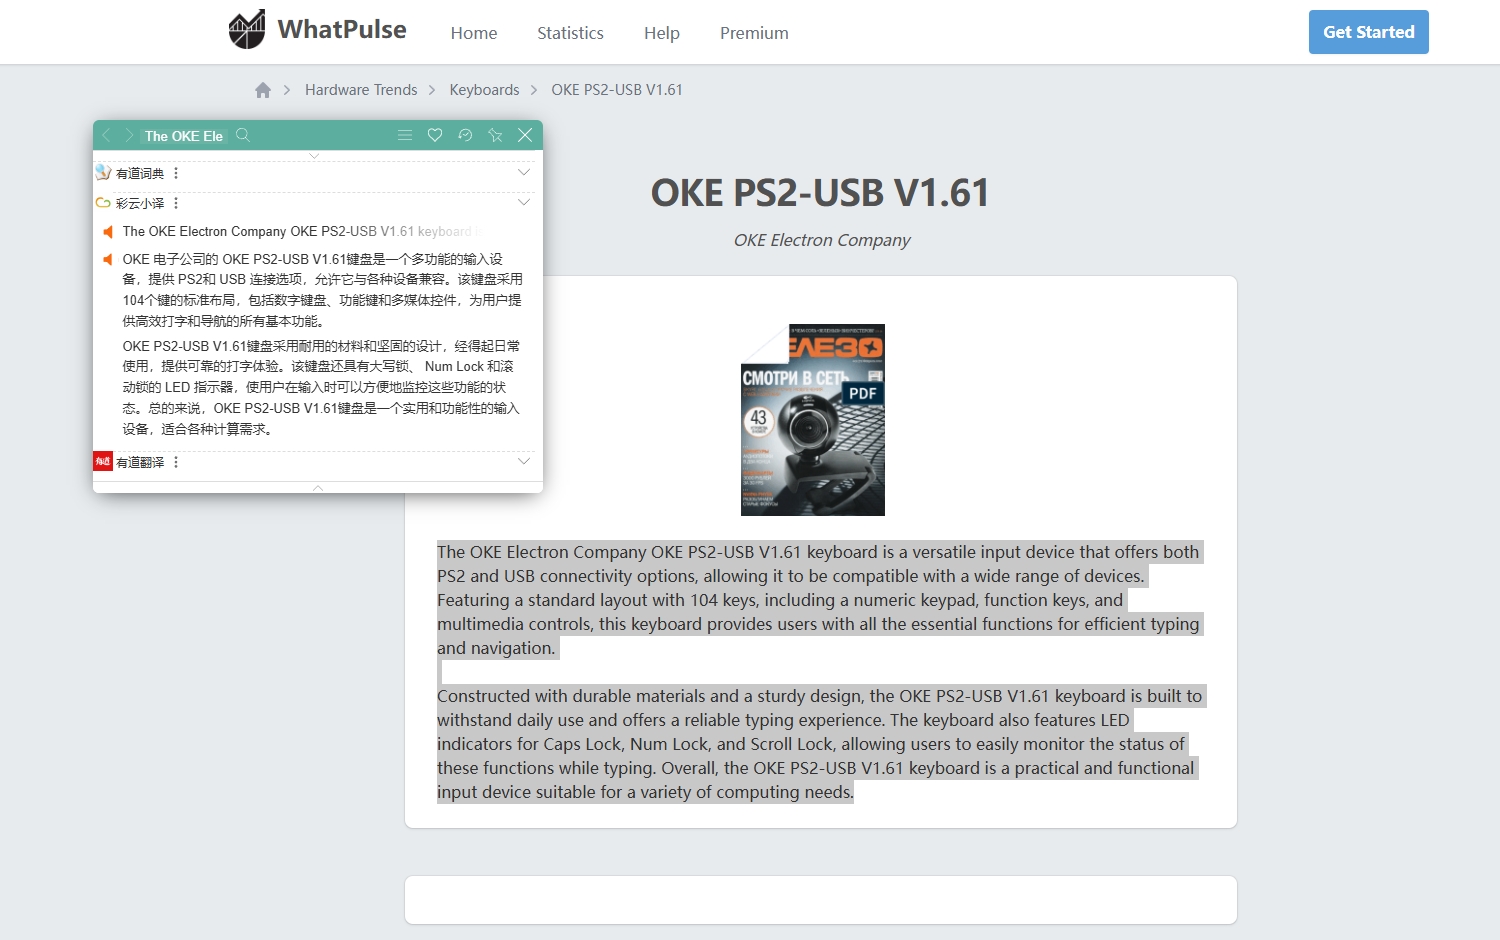 WhatPulse
Home
Statistics
Help
Premium
Get Started
Hardware Trends
Keyboards
OKE PS2-USB V1.61
The OKE Ele
有道词典
彩云小译
The OKE Electron Company OKE PS2-USB V1.61 keyboard
OKE 电子公司的 OKE PS2-USB V1.61键盘是一个多功能的输入设
备，提供 PS2和 USB 连接选项，允许它与各种设备兼容。该键盘采用
104个键的标准布局，包括数字键盘、功能键和多媒体控件，为用户提
供高效打字和导航的所有基本功能。
OKE PS2-USB V1.61键盘采用耐用的材料和坚固的设计，经得起日常
使用，提供可靠的打字体验。该键盘还具有大写锁、 Num Lock 和滚
动锁的 LED 指示器，使用户在输入时可以方便地监控这些功能的状
态。总的来说，OKE PS2-USB V1.61键盘是一个实用和功能性的输入
设备，适合各种计算需求。
有道翻译
OKE PS2-USB V1.61
OKE Electron Company
СМОТРИ В СЕТЬ
PDF
43
The OKE Electron Company OKE PS2-USB V1.61 keyboard is a versatile input device that offers both
PS2 and USB connectivity options, allowing it to be compatible with a wide range of devices.
Featuring a standard layout with 104 keys, including a numeric keypad, function keys, and
multimedia controls, this keyboard provides users with all the essential functions for efficient typing
and navigation.
Constructed with durable materials and a sturdy design, the OKE PS2-USB V1.61 keyboard is built to
withstand daily use and offers a reliable typing experience. The keyboard also features LED
indicators for Caps Lock, Num Lock, and Scroll Lock, allowing users to easily monitor the status of
these functions while typing. Overall, the OKE PS2-USB V1.61 keyboard is a practical and functional
input device suitable for a variety of computing needs.